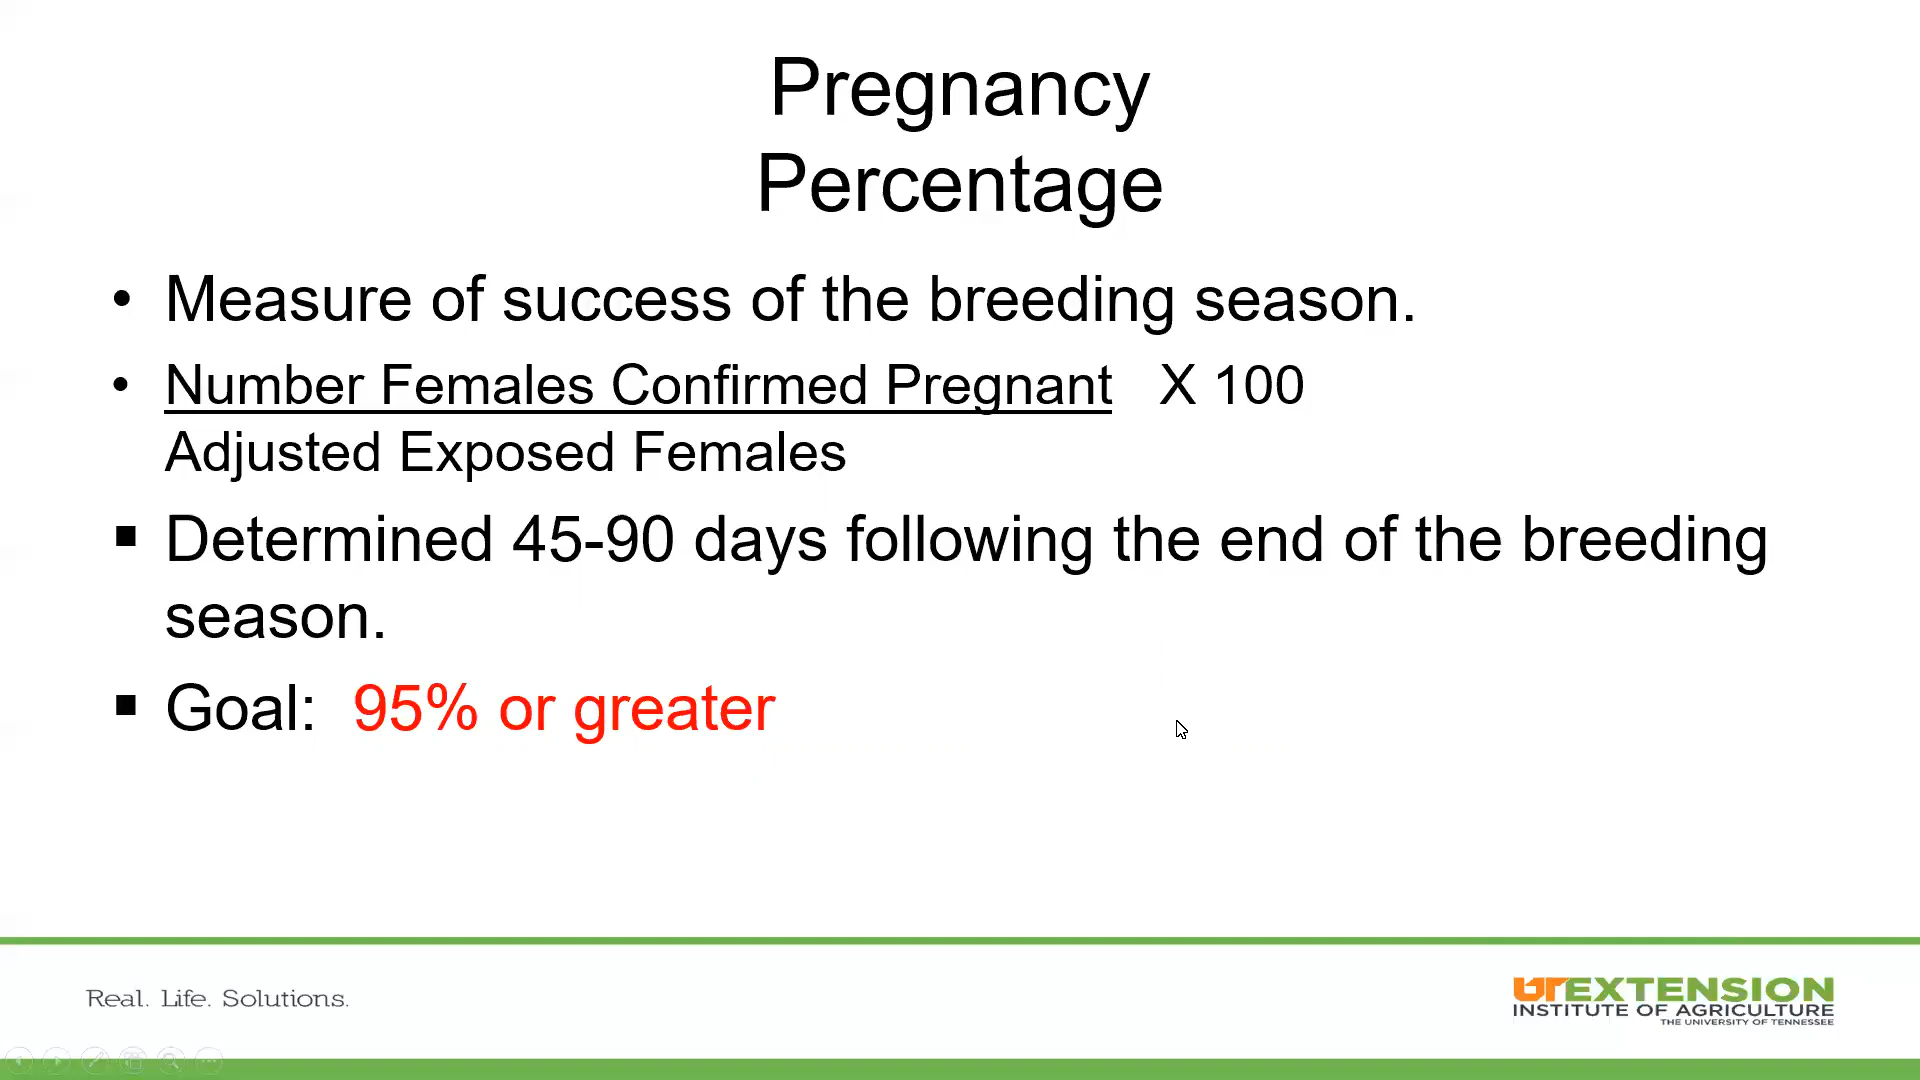 Pregnancy
Percentage
• Measure of success of the breeding season.
• Number Females Confirmed Pregnant X 100
Adjusted Exposed Females
▪ Determined 45-90 days following the end of the breeding
season.
▪ Goal: 95% or greater
Real. Life. Solutions.
UT EXTENSION
INSTITUTE OF AGRICULTURE
THE UNIVERSITY OF TENNESSEE